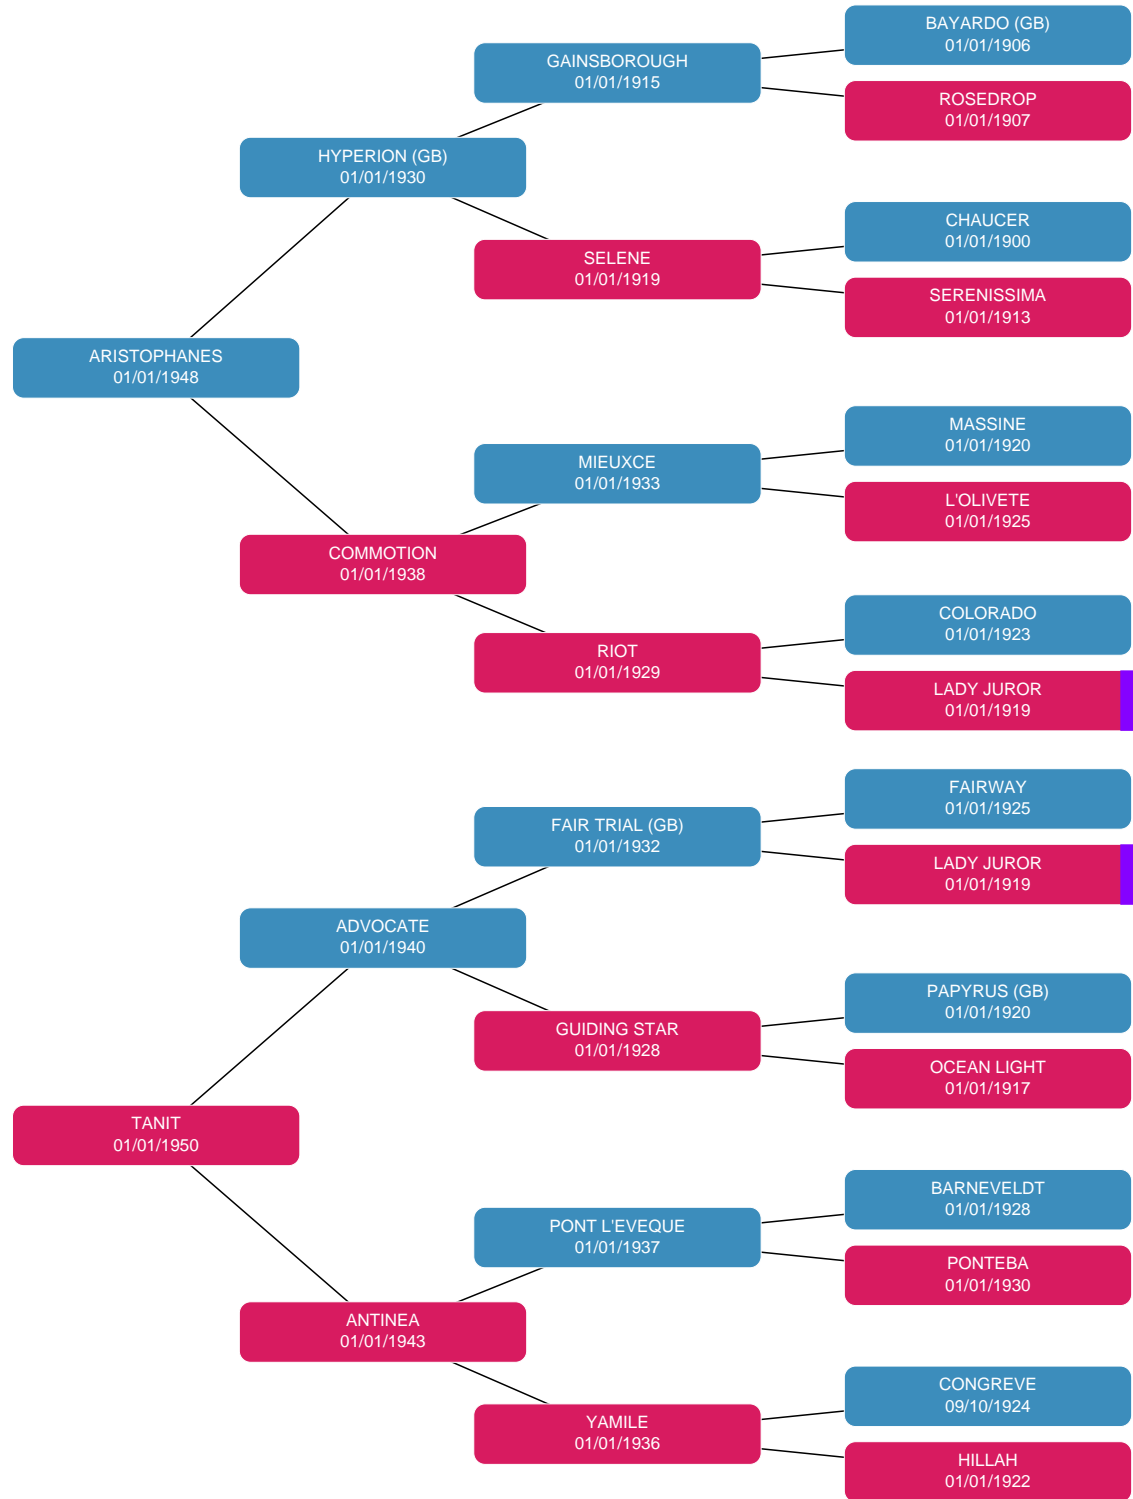 BAYARDO (GB)
01/01/1906
GAINSBOROUGH
01/01/1915
ROSEDROP
01/01/1907
HYPERION (GB)
01/01/1930
CHAUCER
01/01/1900
SELENE
01/01/1919
SERENISSIMA
01/01/1913
ARISTOPHANES
01/01/1948
MASSINE
01/01/1920
MIEUXCE
01/01/1933
L'OLIVETE
01/01/1925
COMMOTION
01/01/1938
COLORADO
01/01/1923
RIOT
01/01/1929
LADY JUROR
01/01/1919
FAIRWAY
01/01/1925
FAIR TRIAL (GB)
01/01/1932
LADY JUROR
01/01/1919
ADVOCATE
01/01/1940
PAPYRUS (GB)
01/01/1920
GUIDING STAR
01/01/1928
OCEAN LIGHT
01/01/1917
TANIT
01/01/1950
BARNEVELDT
01/01/1928
PONT L'EVEQUE
01/01/1937
PONTEBA
01/01/1930
ANTINEA
01/01/1943
CONGREVE
09/10/1924
YAMILE
01/01/1936
HILLAH
01/01/1922